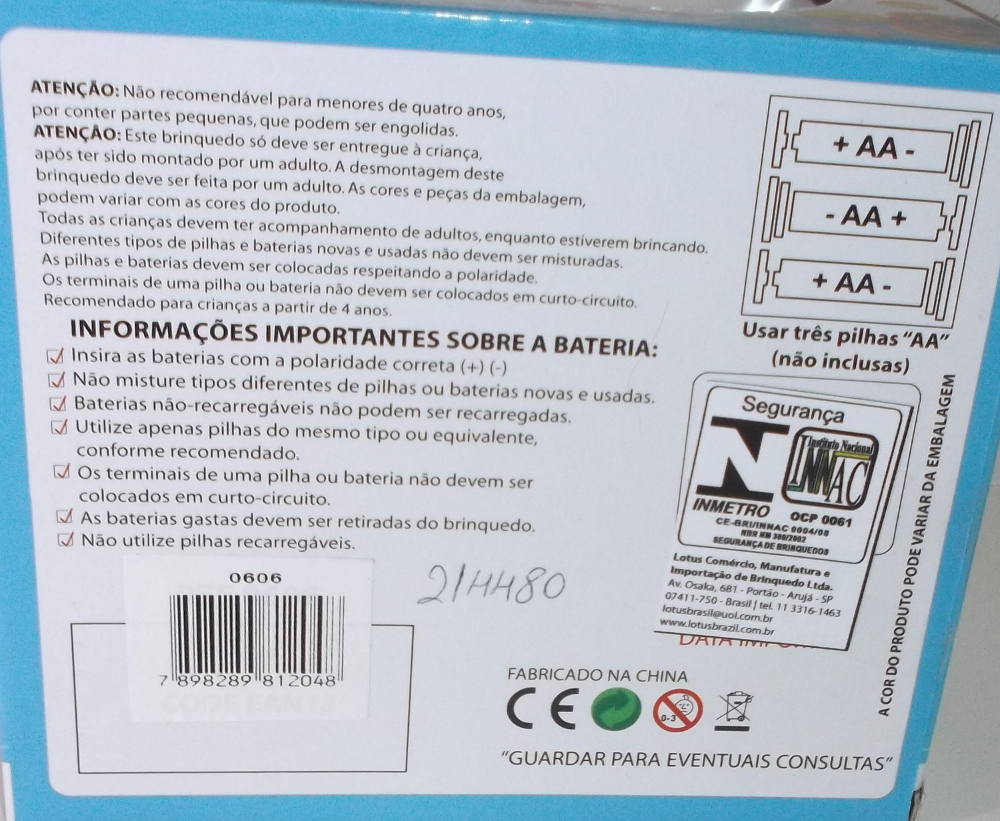 ATENÇÃO: Não recomendável para menores de quatro anos,
por conter partes pequenas, que podem ser engolidas.
ATENÇÃO: Este brinquedo só deve ser entregue à criança,
após ter sido montado por um adulto. A desmontagem deste
brinquedo deve ser feita por um adulto. As cores e peças da embalagem,
podem variar com as cores do produto.
Todas as crianças devem ter acompanhamento de adultos, enquanto estiverem brincando.
Diferentes tipos de pilhas e baterias novas e usadas não devem ser misturadas.
As pilhas e baterias devem ser colocadas respeitando a polaridade.
Os terminais de uma pilha ou bateria não devem ser colocados em curto-circuito.
Recomendado para crianças a partir de 4 anos.
INFORMAÇÕES IMPORTANTES SOBRE A BATERIA:
Insira as baterias com a polaridade correta (+) (-)
Não misture tipos diferentes de pilhas ou baterias novas e usadas.
Baterias não-recarregáveis não podem ser recarregadas.
Utilize apenas pilhas do mesmo tipo ou equivalente,
conforme recomendado.
Os terminais de uma pilha ou bateria não devem ser
colocados em curto-circuito.
As baterias gastas devem ser retiradas do brinquedo.
Não utilize pilhas recarregáveis.
+ AA -
- AA +
+ AA -
Usar três pilhas "AA"
(não inclusas)
Segurança
Instituto Nacional
INNAC
INMETRO
OCP 0061
CE-BRI/INNAC 0004/08
NBR NM 300/2002
SEGURANÇA DE BRINQUEDOS
Lotus Comércio, Manufatura e
Importação de Brinquedo Ltda.
Av. Osaka, 681 - Portão - Arujá - SP
07411-750 - Brasil | tel. 11 3316-1463
lotusbrasil@uol.com.br
www.lotusbrazil.com.br
A COR DO PRODUTO PODE VARIAR DA EMBALAGEM
0606
7 898289 812048
214480
FABRICADO NA CHINA
CE
0-3
"GUARDAR PARA EVENTUAIS CONSULTAS"